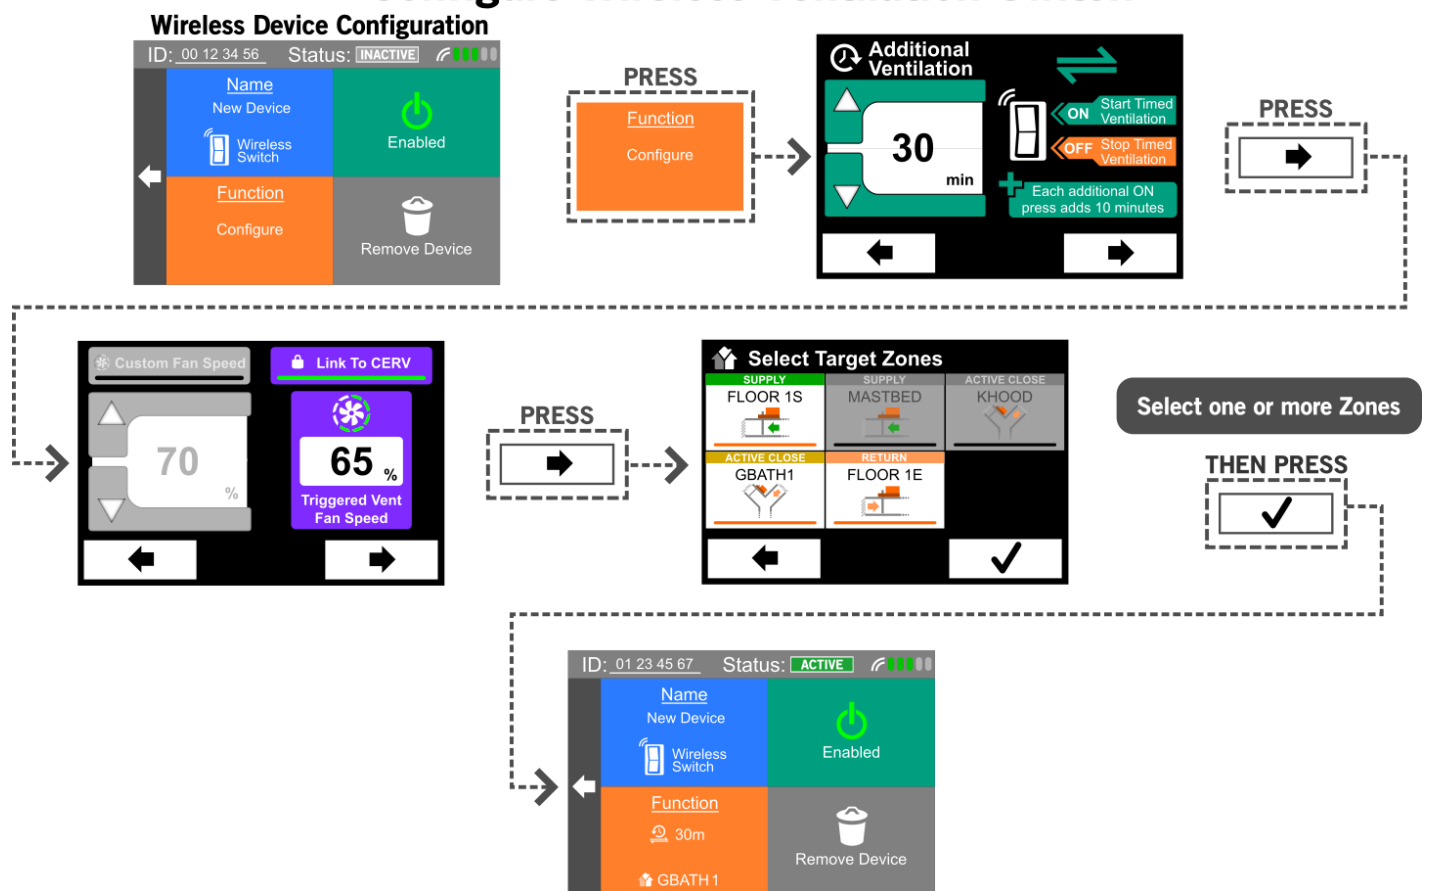 Configure Wireless Ventilation Switch
Wireless Device Configuration
ID: 00 12 34 56 Status: INACTIVE
Name
New Device
Wireless
Switch
Enabled
Function
Configure
Remove Device
PRESS
Function
Configure
Additional
Ventilation
30
min
ON Start Timed
Ventilation
OFF Stop Timed
Ventilation
Each additional ON
press adds 10 minutes
PRESS
Custom Fan Speed
Link To CERV
70
%
65 %
Triggered Vent
Fan Speed
PRESS
Select Target Zones
SUPPLY
FLOOR 1S
SUPPLY
MASTBED
ACTIVE CLOSE
KHOOD
ACTIVE CLOSE
GBATH1
RETURN
FLOOR 1E
Select one or more Zones
THEN PRESS
ID: 01 23 45 67 Status: ACTIVE
Name
New Device
Wireless
Switch
Enabled
Function
30m
GBATH 1
Remove Device